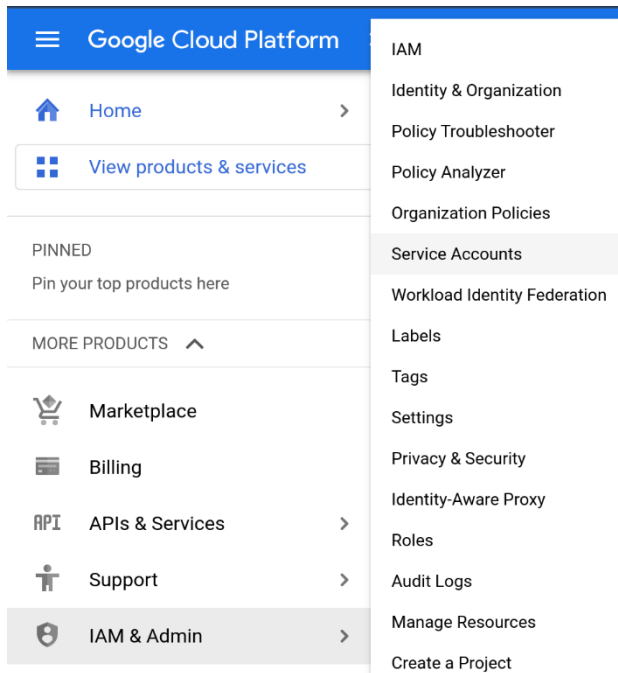 Google Cloud Platform
Home
View products & services
PINNED
Pin your top products here
MORE PRODUCTS
Marketplace
Billing
API
APIs & Services
Support
IAM & Admin
IAM
Identity & Organization
Policy Troubleshooter
Policy Analyzer
Organization Policies
Service Accounts
Workload Identity Federation
Labels
Tags
Settings
Privacy & Security
Identity-Aware Proxy
Roles
Audit Logs
Manage Resources
Create a Project